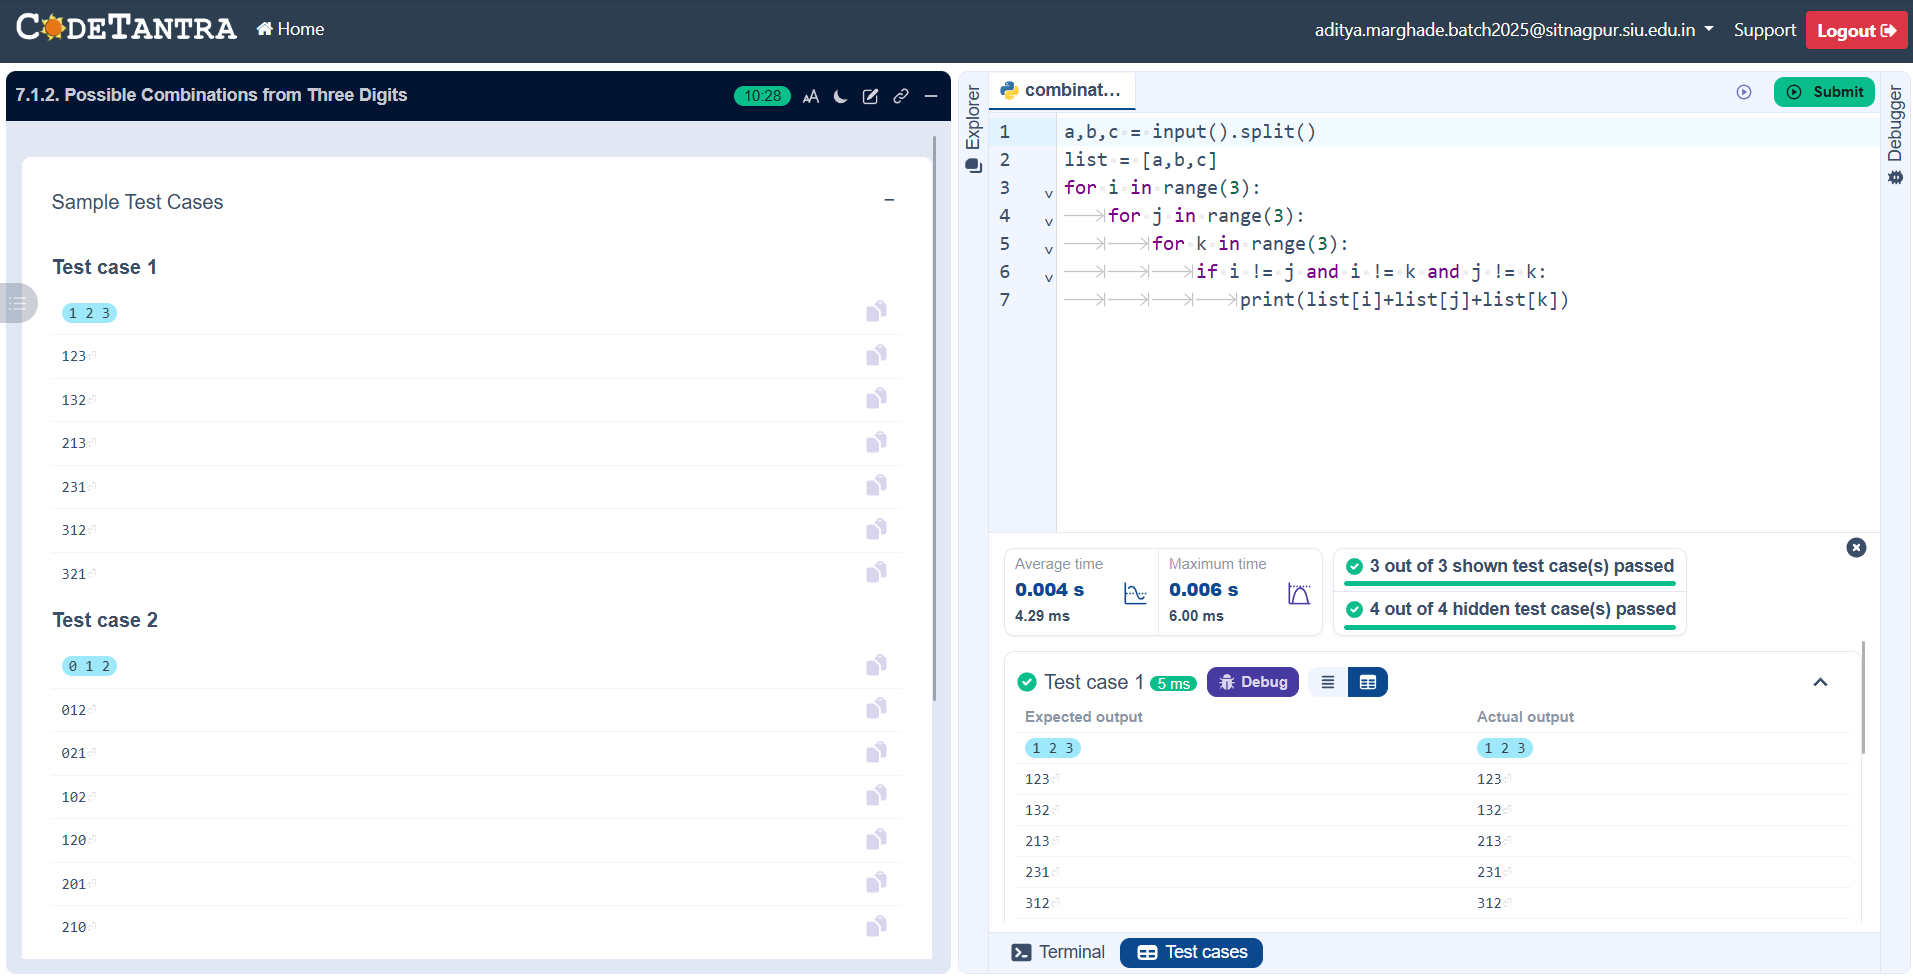 CODETANTRA
Home
aditya.marghade.batch2025@sitnagpur.siu.edu.in
Support
Logout
7.1.2. Possible Combinations from Three Digits
10:28
AA
Sample Test Cases
Test case 1
1 2 3
123
132
213
231
312
321
Test case 2
0 1 2
012
021
102
120
201
210
Explorer
combinat...
Submit
Debugger
1 a,b,c = input().split()
2 list = [a,b,c]
3 for i in range(3):
4 for j in range(3):
5 for k in range(3):
6 if i != j and i != k and j != k:
7 print(list[i]+list[j]+list[k])
Average time
0.004 s
4.29 ms
Maximum time
0.006 s
6.00 ms
3 out of 3 shown test case(s) passed
4 out of 4 hidden test case(s) passed
Test case 1 5 ms Debug
Expected output Actual output
1 2 3 1 2 3
123 123
132 132
213 213
231 231
312 312
Terminal Test cases